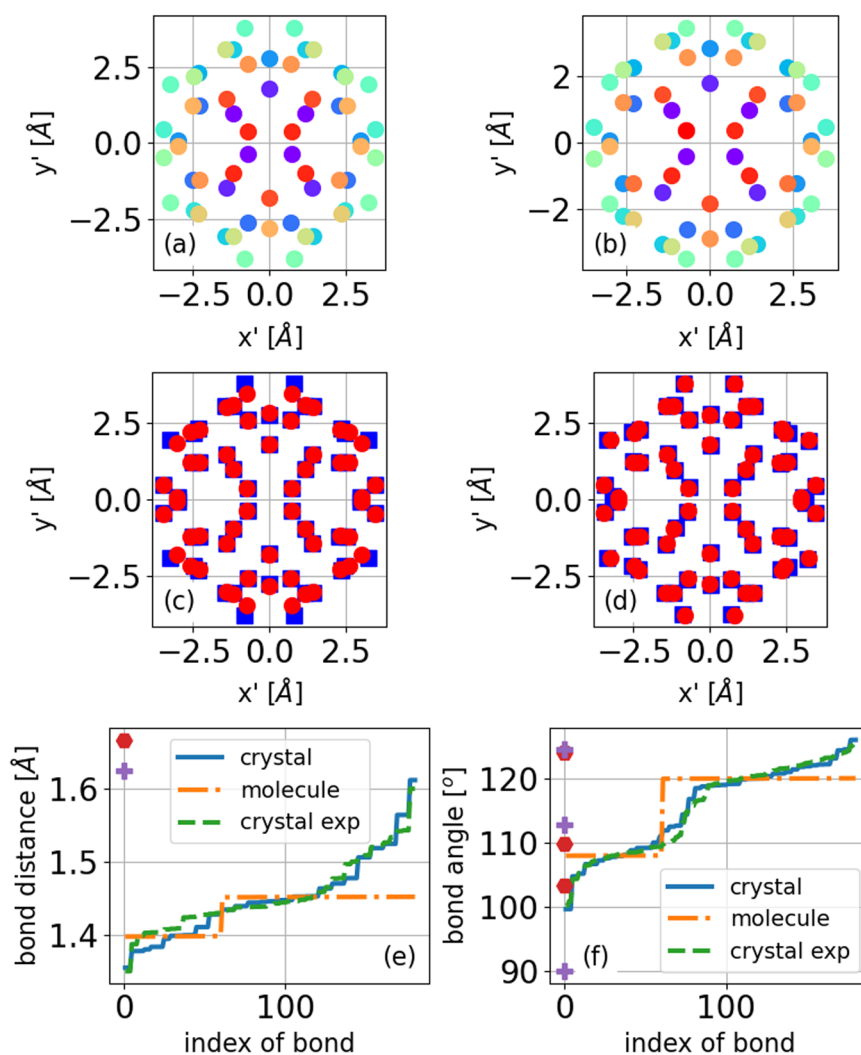 2.5
0.0
−2.5
y' [Å]
(a)
−2.5 0.0 2.5
x' [Å]
2
0
−2
y' [Å]
(b)
−2.5 0.0 2.5
x' [Å]
2.5
0.0
−2.5
y' [Å]
(c)
−2.5 0.0 2.5
x' [Å]
2.5
0.0
−2.5
y' [Å]
(d)
−2.5 0.0 2.5
x' [Å]
bond distance [Å]
1.6
1.5
1.4
crystal
molecule
crystal exp
(e)
0 100
index of bond
bond angle [°]
120
110
100
90
crystal
molecule
crystal exp
(f)
0 100
index of bond